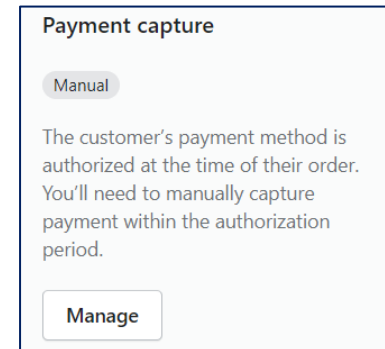 Payment capture
Manual
The customer’s payment method is
authorized at the time of their order.
You’ll need to manually capture
payment within the authorization
period.
Manage